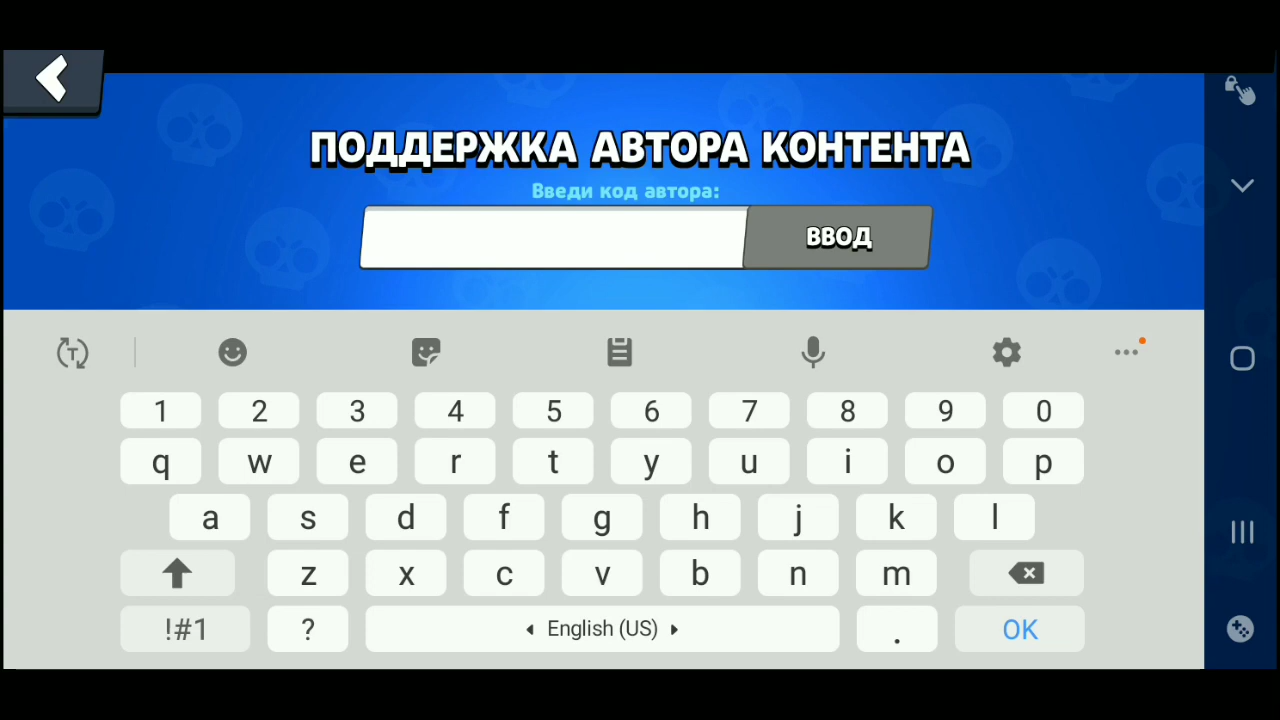 ПОДДЕРЖКА АВТОРА КОНТЕНТА
Введи код автора:
ВВОД
1 2 3 4 5 6 7 8 9 0
q w e r t y u i o p
a s d f g h j k l
z x c v b n m
!#1 ? English (US) . OK